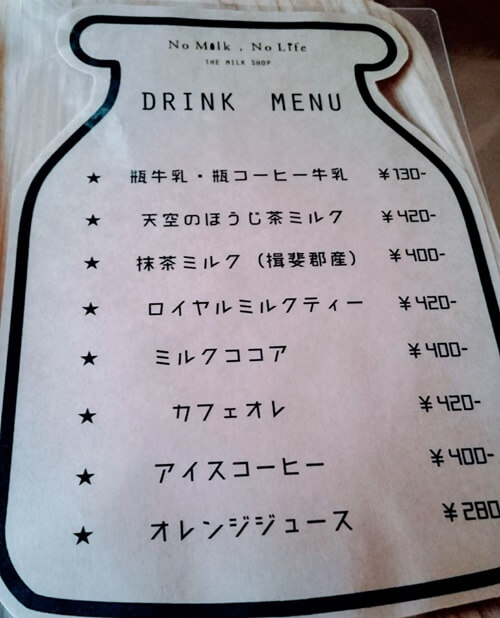 No Milk , No Life
THE MILK SHOP
DRINK MENU
★ 瓶牛乳・瓶コーヒー牛乳 ¥130-
★ 天空のほうじ茶ミルク ¥420-
★ 抹茶ミルク (揖斐郡産) ¥400-
★ ロイヤルミルクティー ¥420-
★ ミルクココア ¥400-
★ カフェオレ ¥420-
★ アイスコーヒー ¥400-
★ オレンジジュース ¥280